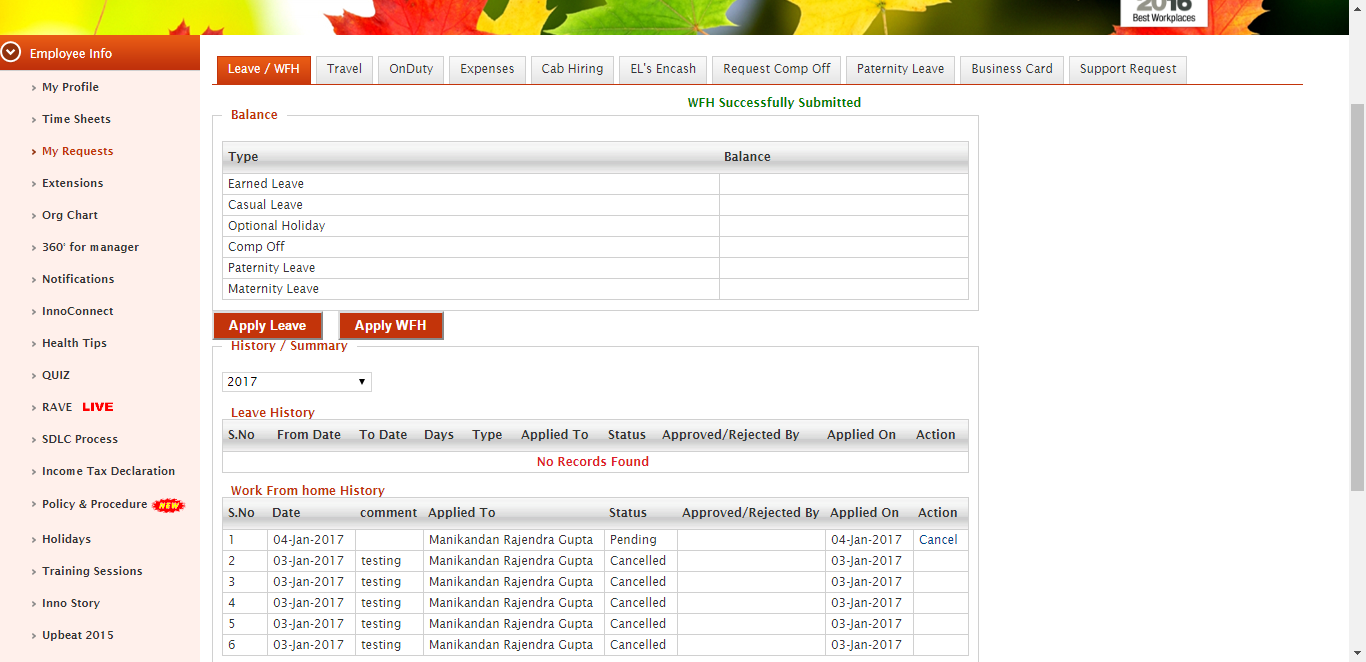 2016
Best Workplaces
Employee Info
My Profile
Time Sheets
My Requests
Extensions
Org Chart
360° for manager
Notifications
InnoConnect
Health Tips
QUIZ
RAVE LIVE
SDLC Process
Income Tax Declaration
Policy & Procedure NEW
Holidays
Training Sessions
Inno Story
Upbeat 2015
Leave / WFH Travel OnDuty Expenses Cab Hiring EL's Encash Request Comp Off Paternity Leave Business Card Support Request
WFH Successfully Submitted
Balance
Type Balance
Earned Leave
Casual Leave
Optional Holiday
Comp Off
Paternity Leave
Maternity Leave
Apply Leave Apply WFH
History / Summary
2017
Leave History
S.No From Date To Date Days Type Applied To Status Approved/Rejected By Applied On Action
No Records Found
Work From home History
S.No Date comment Applied To Status Approved/Rejected By Applied On Action
1 04-Jan-2017 Manikandan Rajendra Gupta Pending 04-Jan-2017 Cancel
2 03-Jan-2017 testing Manikandan Rajendra Gupta Cancelled 03-Jan-2017
3 03-Jan-2017 testing Manikandan Rajendra Gupta Cancelled 03-Jan-2017
4 03-Jan-2017 testing Manikandan Rajendra Gupta Cancelled 03-Jan-2017
5 03-Jan-2017 testing Manikandan Rajendra Gupta Cancelled 03-Jan-2017
6 03-Jan-2017 testing Manikandan Rajendra Gupta Cancelled 03-Jan-2017